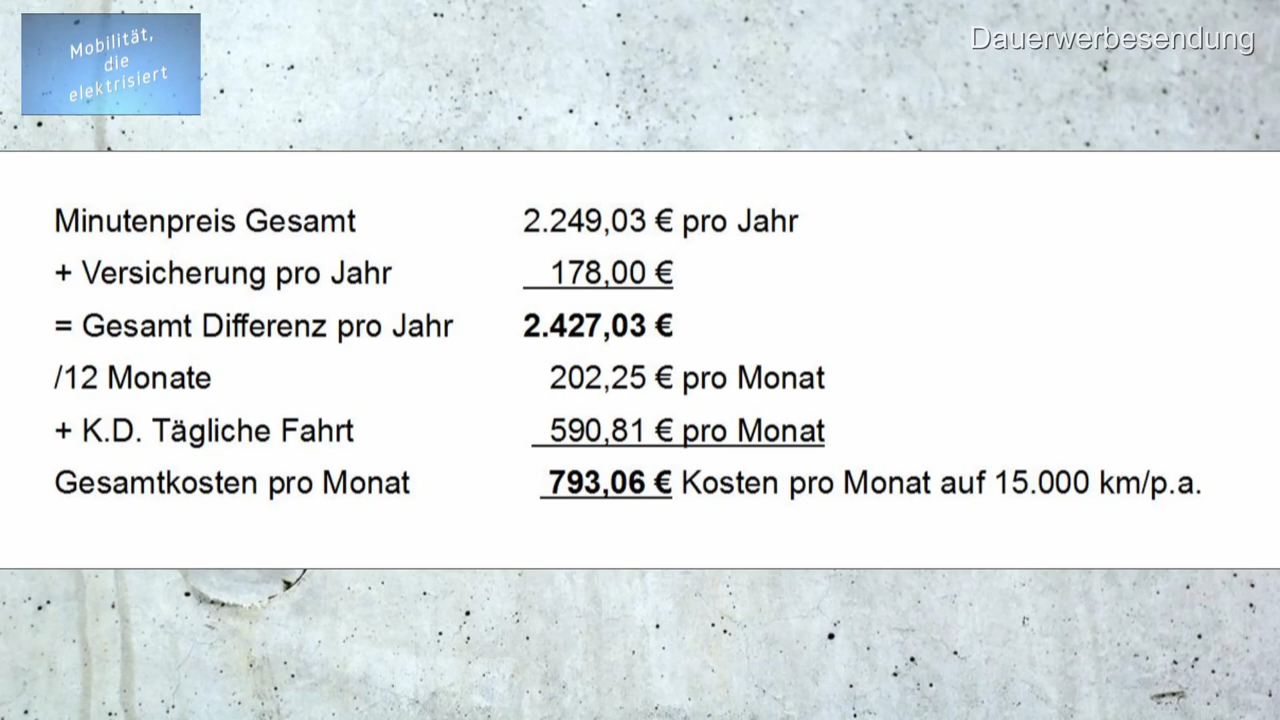 Mobilität,
die
elektrisiert
Dauerwerbesendung
Minutenpreis Gesamt 2.249,03 € pro Jahr
+ Versicherung pro Jahr 178,00 €
= Gesamt Differenz pro Jahr 2.427,03 €
/12 Monate 202,25 € pro Monat
+ K.D. Tägliche Fahrt 590,81 € pro Monat
Gesamtkosten pro Monat 793,06 € Kosten pro Monat auf 15.000 km/p.a.